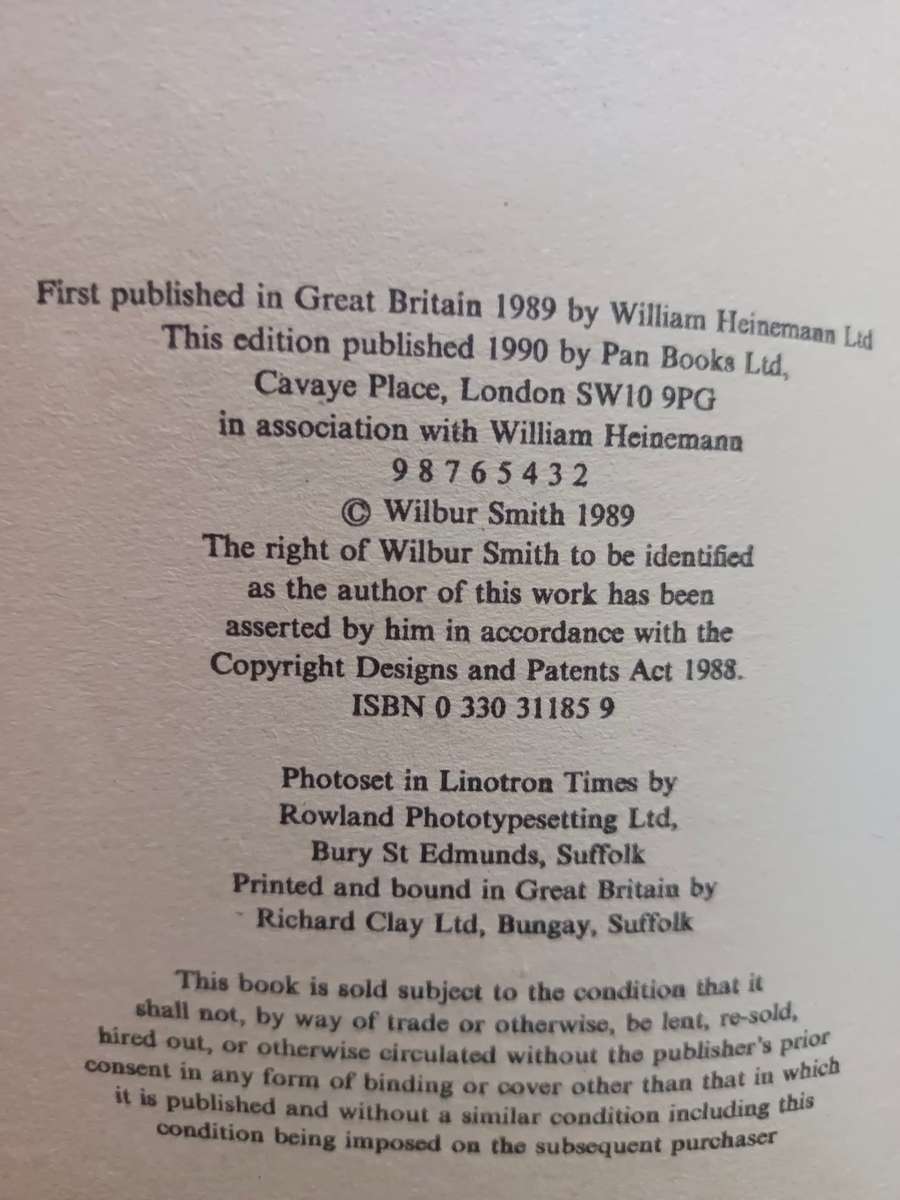 First published in Great Britain 1989 by William Heinemann Ltd
This edition published 1990 by Pan Books Ltd,
Cavaye Place, London SW10 9PG
in association with William Heinemann
9 8 7 6 5 4 3 2
© Wilbur Smith 1989
The right of Wilbur Smith to be identified
as the author of this work has been
asserted by him in accordance with the
Copyright Designs and Patents Act 1988.
ISBN 0 330 31185 9
Photoset in Linotron Times by
Rowland Phototypesetting Ltd,
Bury St Edmunds, Suffolk
Printed and bound in Great Britain by
Richard Clay Ltd, Bungay, Suffolk
This book is sold subject to the condition that it
shall not, by way of trade or otherwise, be lent, re-sold,
hired out, or otherwise circulated without the publisher's prior
consent in any form of binding or cover other than that in which
it is published and without a similar condition including this
condition being imposed on the subsequent purchaser